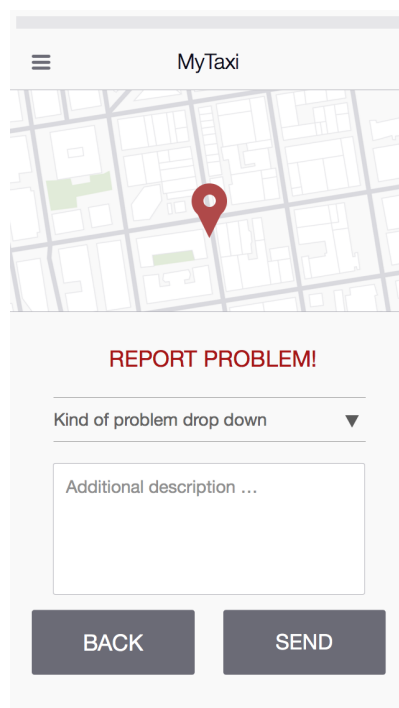 MyTaxi
REPORT PROBLEM!
Kind of problem drop down
Additional description ...
BACK
SEND